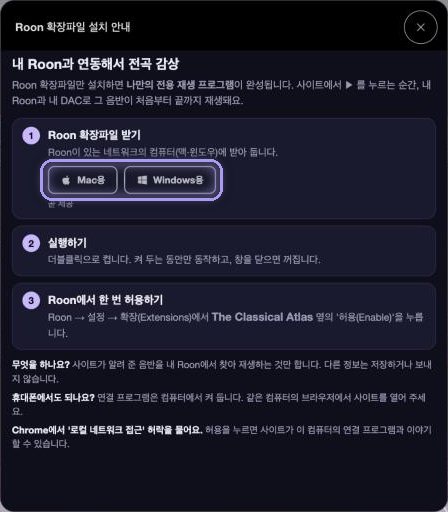 Roon 확장파일 설치 안내
내 Roon과 연동해서 전곡 감상
Roon 확장파일만 설치하면 나만의 전용 재생 프로그램이 완성됩니다. 사이트에서 ▶ 를 누르는 순간, 내
Roon과 내 DAC로 그 음반이 처음부터 끝까지 재생돼요.
1 Roon 확장파일 받기
Roon이 있는 네트워크의 컴퓨터(맥·윈도우)에 받아 둡니다.
Mac용 Windows용
곧 제공
2 실행하기
더블클릭으로 켭니다. 켜 두는 동안만 동작하고, 창을 닫으면 꺼집니다.
3 Roon에서 한 번 허용하기
Roon → 설정 → 확장(Extensions)에서 The Classical Atlas 옆의 '허용(Enable)'을 누릅
니다.
무엇을 하나요? 사이트가 알려 준 음반을 내 Roon에서 찾아 재생하는 것만 합니다. 다른 정보는 저장하거나 보내
지 않습니다.
휴대폰에서도 되나요? 연결 프로그램은 컴퓨터에서 켜 둡니다. 같은 컴퓨터의 브라우저에서 사이트를 열어 주세
요.
Chrome에서 '로컬 네트워크 접근' 허락을 물어요. 허용을 누르면 사이트가 이 컴퓨터의 연결 프로그램과 이야기
할 수 있습니다.